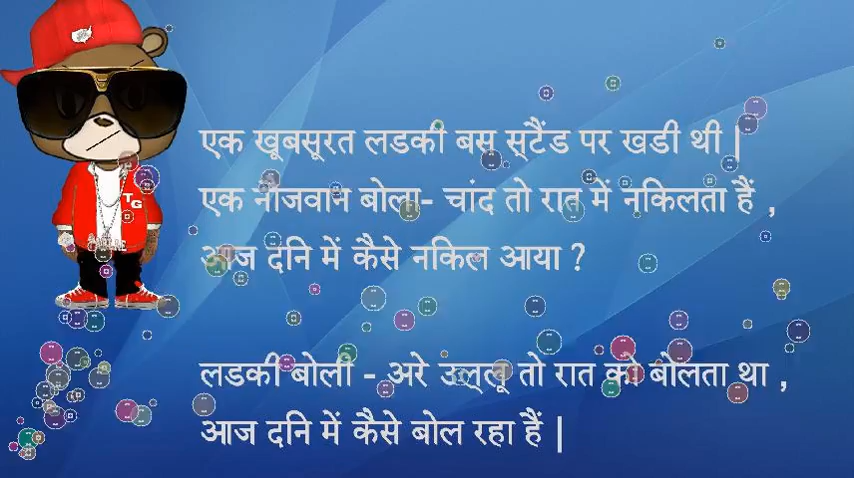 एक खूबसूरत लडकी बस स्टैंड पर खडी थी |
एक नौजवान बोला- चांद तो रात में नकिलता हैं ,
आज दनि में कैसे नकिल आया ?
लडकी बोली - अरे उल्लू तो रात को बोलता था ,
आज दनि में कैसे बोल रहा हैं |
TG